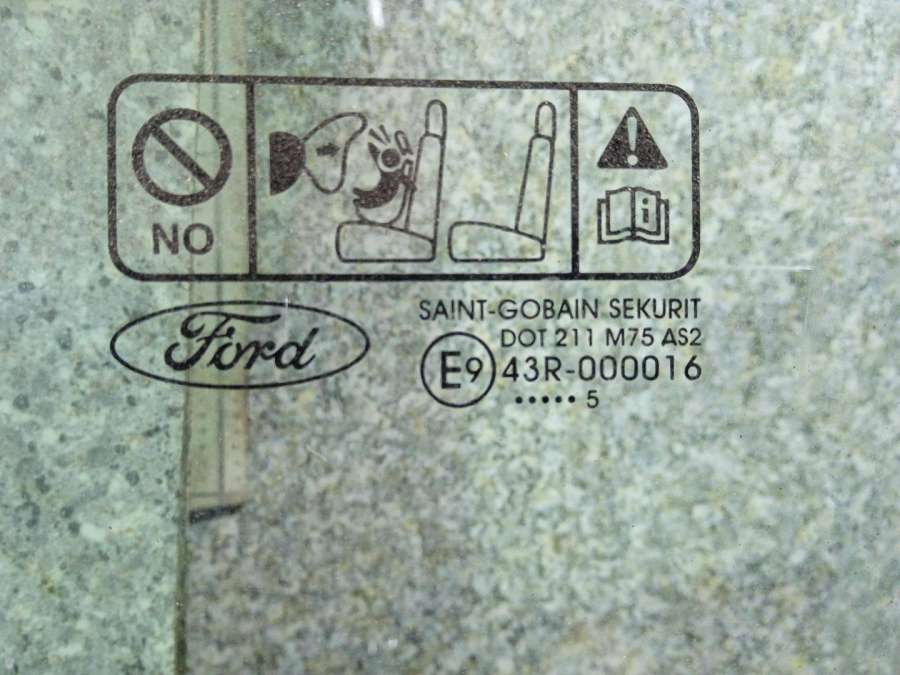 NO
Ford
SAINT-GOBAIN SEKURIT
DOT 211 M75 AS2
E9 43R-000016
••••• 5